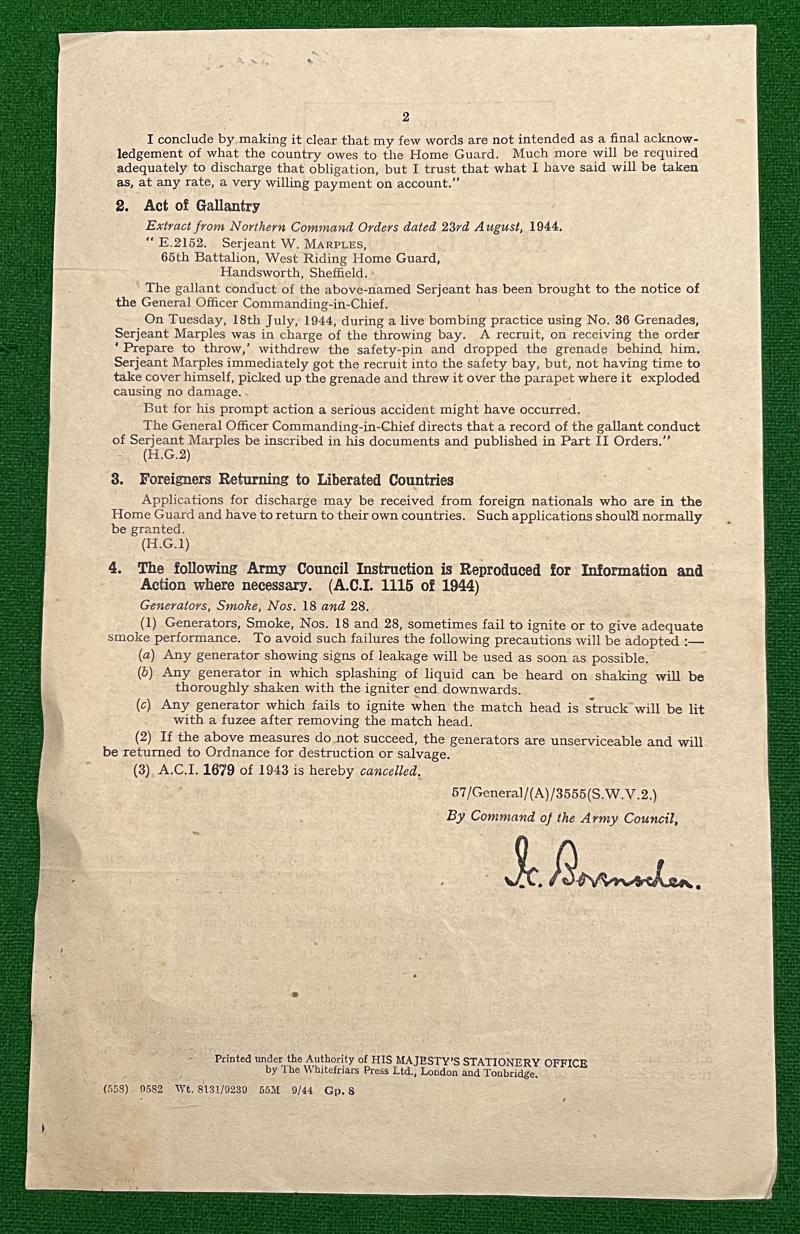 2
I conclude by making it clear that my few words are not intended as a final acknow-
ledgement of what the country owes to the Home Guard. Much more will be required
adequately to discharge that obligation, but I trust that what I have said will be taken
as, at any rate, a very willing payment on account."
2. Act of Gallantry
Extract from Northern Command Orders dated 23rd August, 1944.
" E.2152. Serjeant W. MARPLES,
65th Battalion, West Riding Home Guard,
Handsworth, Sheffield.
The gallant conduct of the above-named Serjeant has been brought to the notice of
the General Officer Commanding-in-Chief.
On Tuesday, 18th July, 1944, during a live bombing practice using No. 36 Grenades,
Serjeant Marples was in charge of the throwing bay. A recruit, on receiving the order
' Prepare to throw,' withdrew the safety-pin and dropped the grenade behind him.
Serjeant Marples immediately got the recruit into the safety bay, but, not having time to
take cover himself, picked up the grenade and threw it over the parapet where it exploded
causing no damage.
But for his prompt action a serious accident might have occurred.
The General Officer Commanding-in-Chief directs that a record of the gallant conduct
of Serjeant Marples be inscribed in his documents and published in Part II Orders."
(H.G.2)
3. Foreigners Returning to Liberated Countries
Applications for discharge may be received from foreign nationals who are in the
Home Guard and have to return to their own countries. Such applications should normally
be granted.
(H.G.1)
4. The following Army Council Instruction is Reproduced for Information and
Action where necessary. (A.C.I. 1115 of 1944)
Generators, Smoke, Nos. 18 and 28.
(1) Generators, Smoke, Nos. 18 and 28, sometimes fail to ignite or to give adequate
smoke performance. To avoid such failures the following precautions will be adopted :—
(a) Any generator showing signs of leakage will be used as soon as possible.
(b) Any generator in which splashing of liquid can be heard on shaking will be
thoroughly shaken with the igniter end downwards.
(c) Any generator which fails to ignite when the match head is struck will be lit
with a fuzee after removing the match head.
(2) If the above measures do not succeed, the generators are unserviceable and will
be returned to Ordnance for destruction or salvage.
(3) A.C.I. 1679 of 1943 is hereby cancelled.
57/General/(A)/3555(S.W.V.2.)
By Command of the Army Council,
Bovenschen.
Printed under the Authority of HIS MAJESTY'S STATIONERY OFFICE
by The Whitefriars Press Ltd., London and Tonbridge.
(558) 9582 Wt. 8131/9239 55M 9/44 Gp. 8